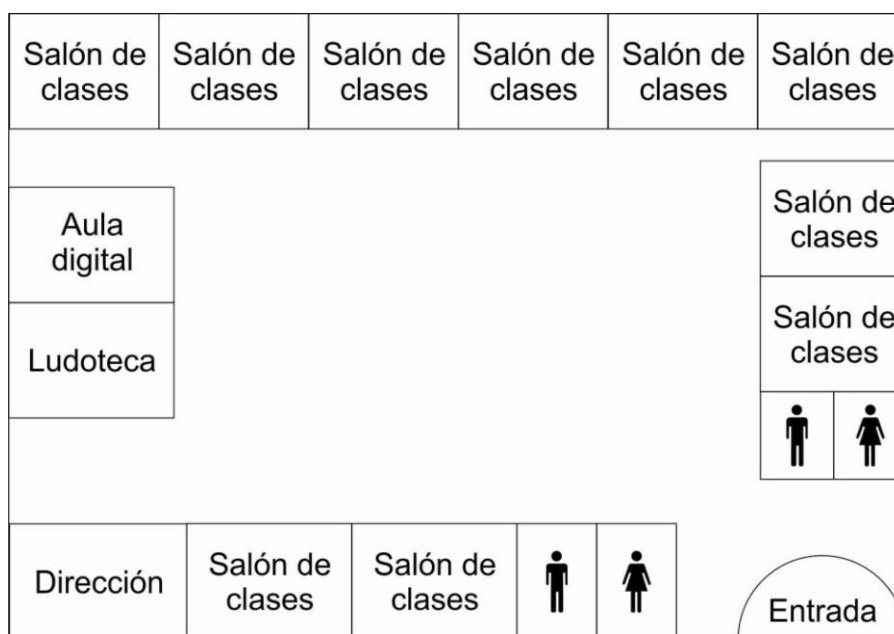 Salón de
clases
Salón de
clases
Salón de
clases
Salón de
clases
Salón de
clases
Salón de
clases
Aula
digital
Salón de
clases
Ludoteca
Salón de
clases
Dirección
Salón de
clases
Salón de
clases
Entrada